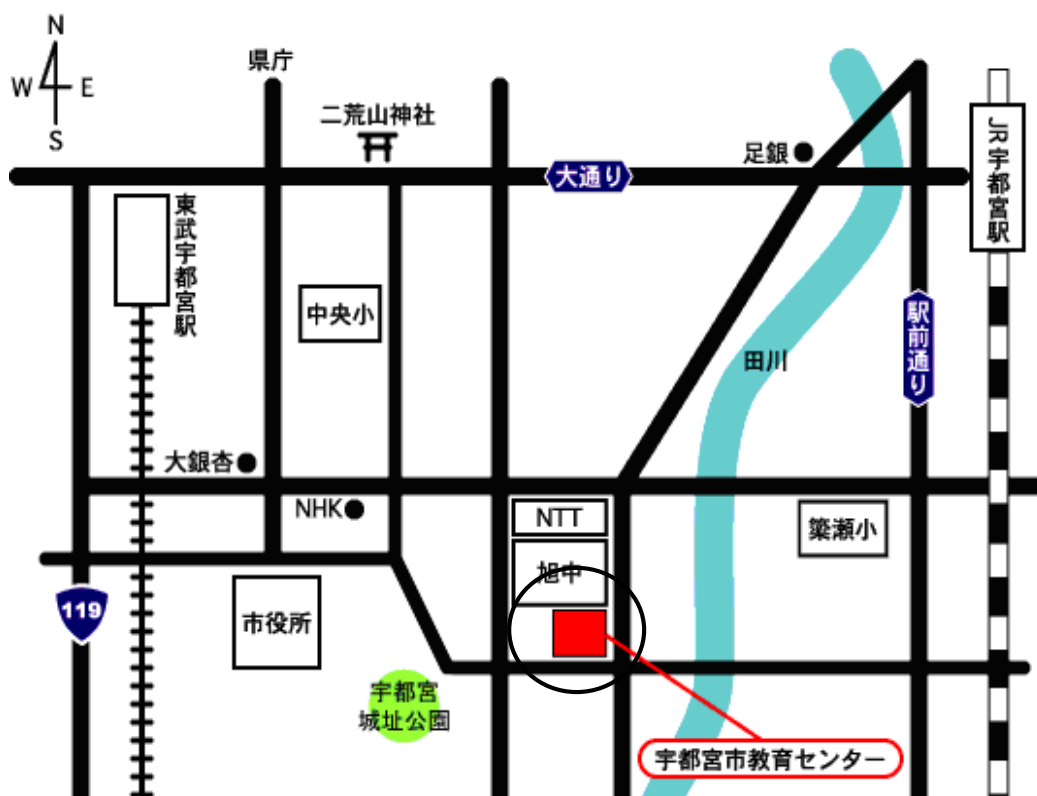 N
W E
S
県庁
二荒山神社
足銀
大通り
JR宇都宮駅
東武宇都宮駅
中央小
駅前通り
田川
大銀杏
NHK
NTT
簗瀬小
旭中
119
市役所
宇都宮
城址公園
宇都宮市教育センター